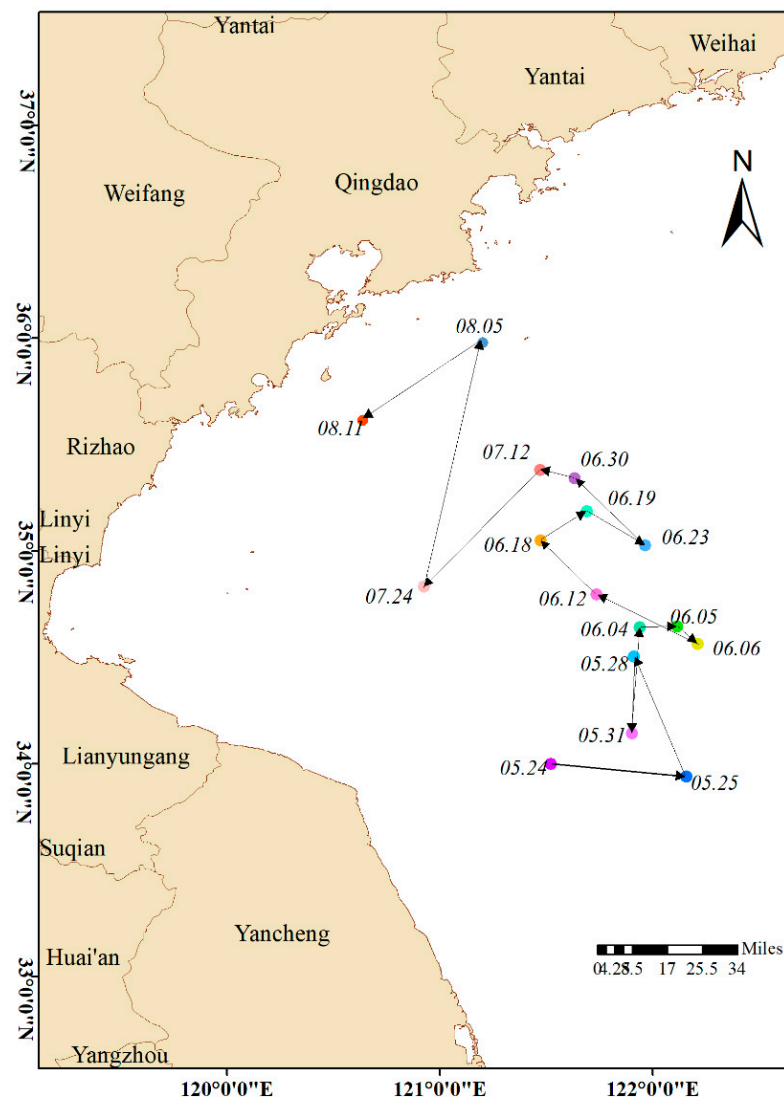 Yantai
Weihai
Yantai
37°0'0"N
Weifang
Qingdao
N
36°0'0"N
08.05
08.11
Rizhao
07.12
06.30
06.19
Linyi
06.18
06.23
35°0'0"N
Linyi
07.24
06.12
06.04
06.05
06.06
05.28
05.31
Lianyungang
34°0'0"N
05.24
05.25
Suqian
Yancheng
Huai'an
Miles
33°0'0"N
17
25.5
34
Yangzhou
120°0'0"E
121°0'0"E
122°0'0"E